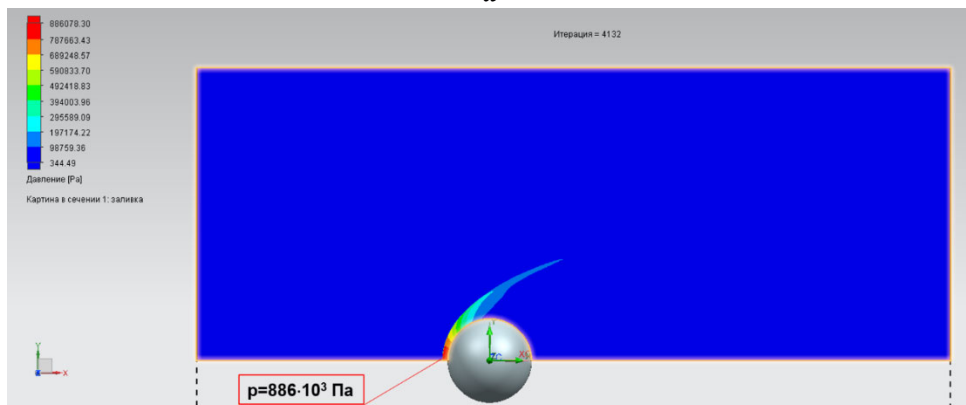 886078.30
787663.43
689248.57
590833.70
492418.83
394003.96
295589.09
197174.22
98759.36
344.49
Давление [Pa]
Картина в сечении 1: заливка
Итерация = 4132
Y
X
p=886·10³ Па